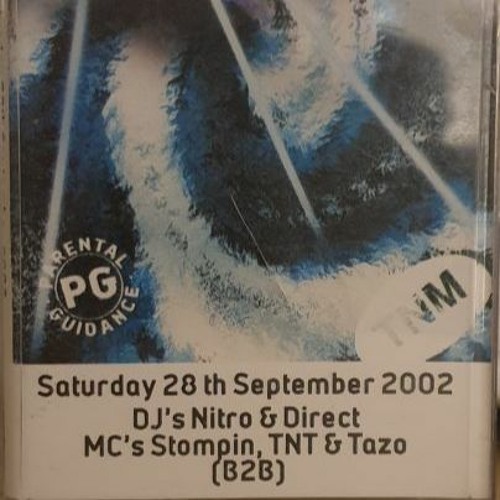 PARENTAL
PG
GUIDANCE
TNM
Saturday 28 th September 2002
DJ's Nitro & Direct
MC's Stompin, TNT & Tazo
(B2B)